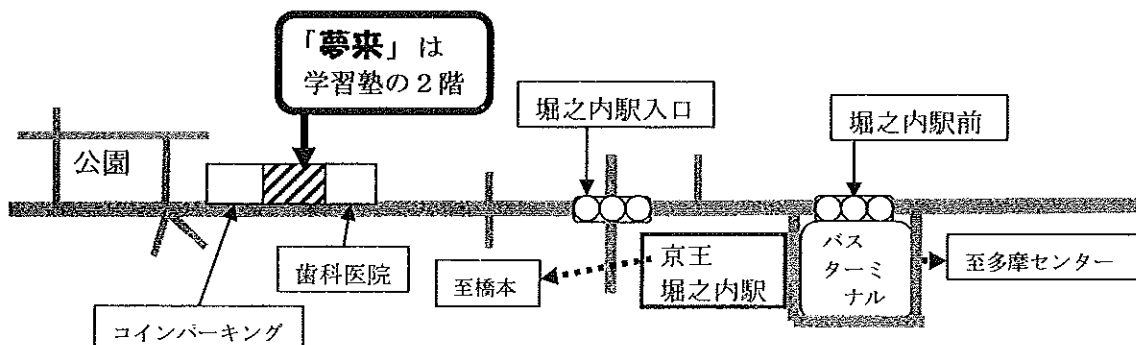 「夢来」は
学習塾の2階
堀之内駅入口
堀之内駅前
公園
歯科医院
コインパーキング
至橋本
京王
堀之内駅
バス
ターミ
ナル
至多摩センター